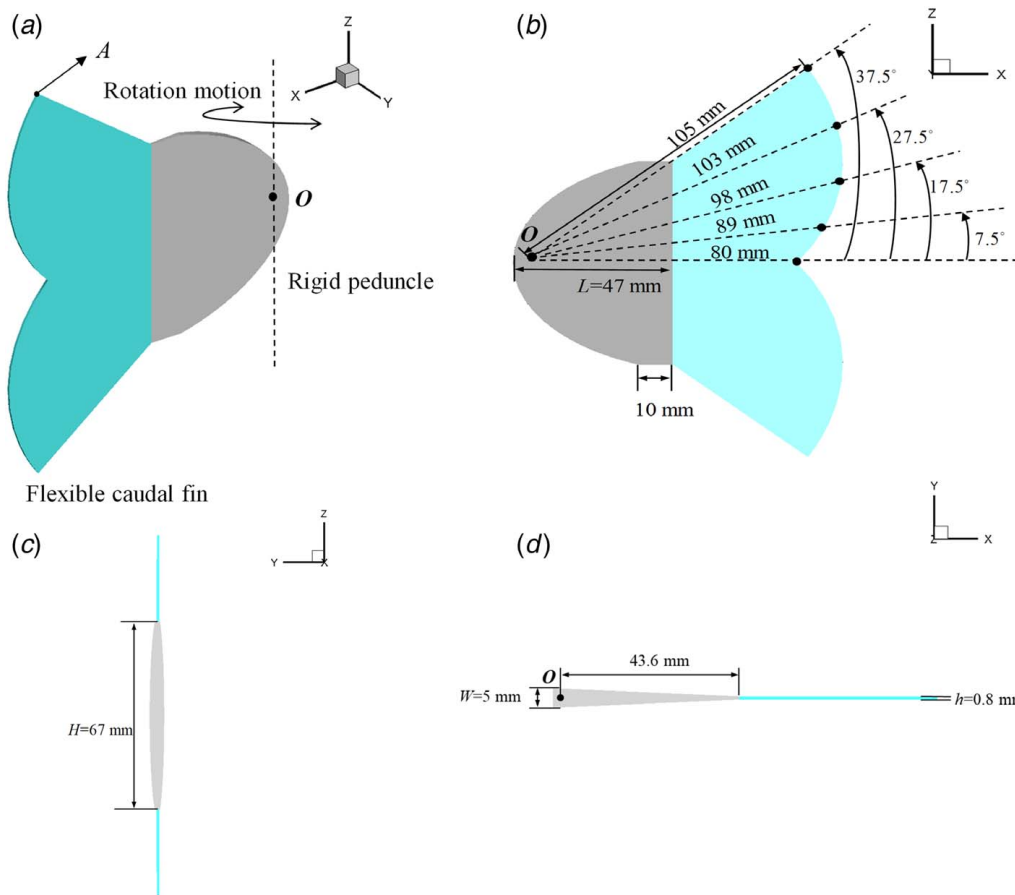 (a)
A
Rotation motion
Z
X
Y
O
Rigid peduncle
Flexible caudal fin
(b)
Z
X
37.5°
105 mm
27.5°
103 mm
17.5°
98 mm
89 mm
7.5°
O
80 mm
L=47 mm
10 mm
(c)
Z
Y
X
H=67 mm
(d)
Y
Z
X
43.6 mm
O
W=5 mm
h=0.8 m